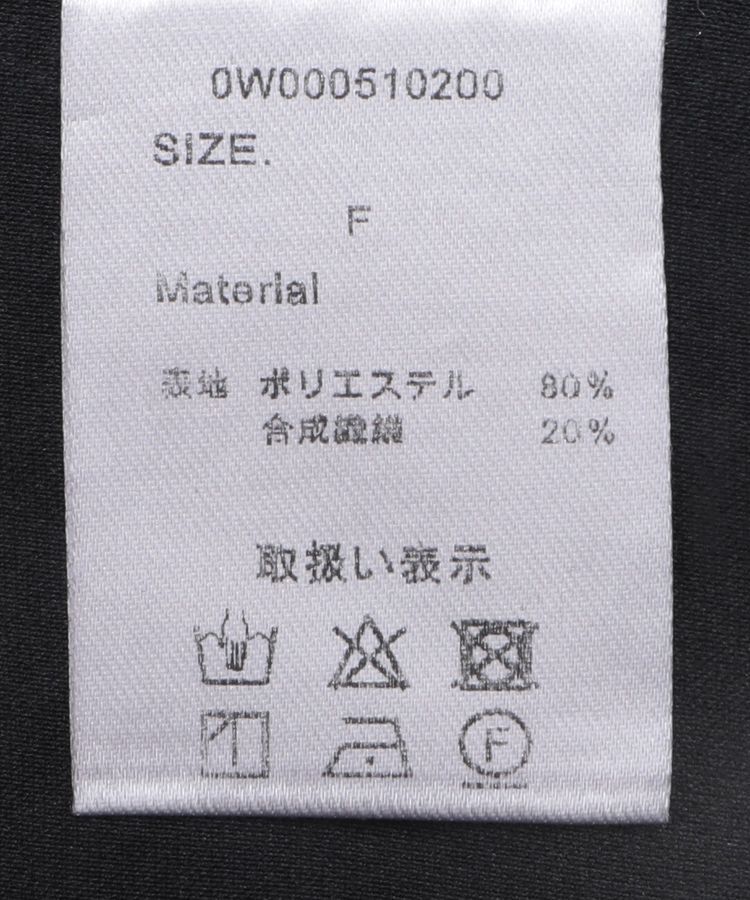 0W000510200
SIZE.
F
Material
表地 ポリエステル 80%
合成繊維 20%
取扱い表示
F